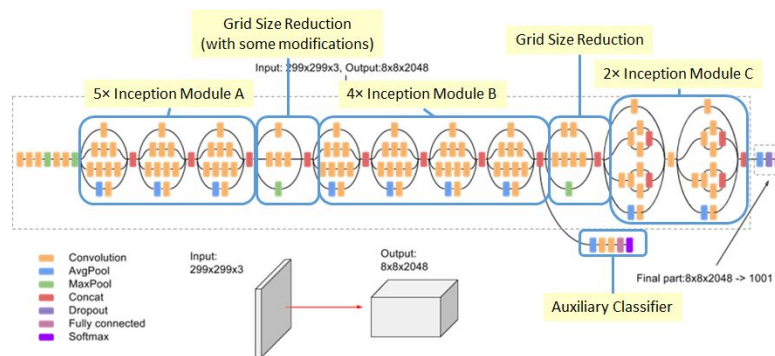 Grid Size Reduction
(with some modifications)
Grid Size Reduction
Input: 299x299x3, Output:8x8x2048
5× Inception Module A
4× Inception Module B
2× Inception Module C
Convolution
AvgPool
MaxPool
Concat
Dropout
Fully connected
Softmax
Input:
299x299x3
Output:
8x8x2048
Final part:8x8x2048 -> 1001
Auxiliary Classifier